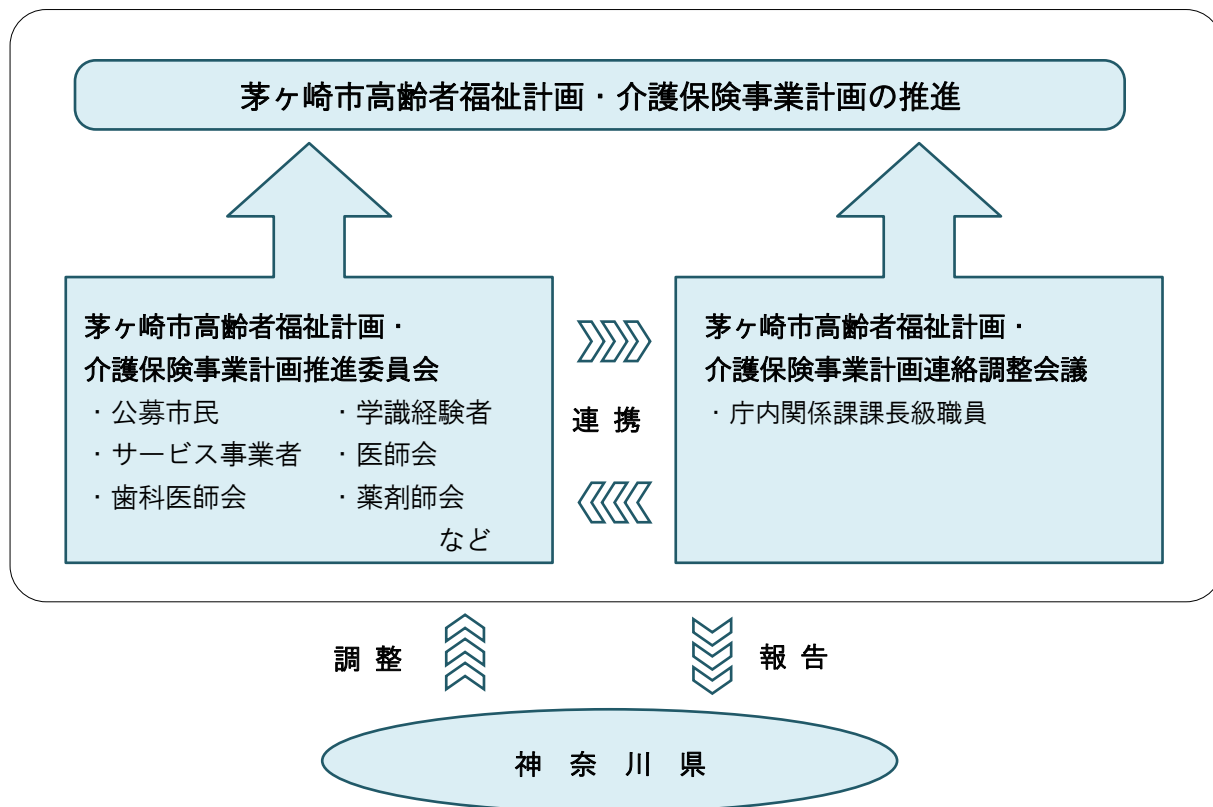 茅ヶ崎市高齢者福祉計画・介護保険事業計画の推進
茅ヶ崎市高齢者福祉計画・
介護保険事業計画推進委員会
・公募市民 ・学識経験者
・サービス事業者 ・医師会
・歯科医師会 ・薬剤師会
など
連 携
茅ヶ崎市高齢者福祉計画・
介護保険事業計画連絡調整会議
・庁内関係課課長級職員
調 整
報 告
神 奈 川 県